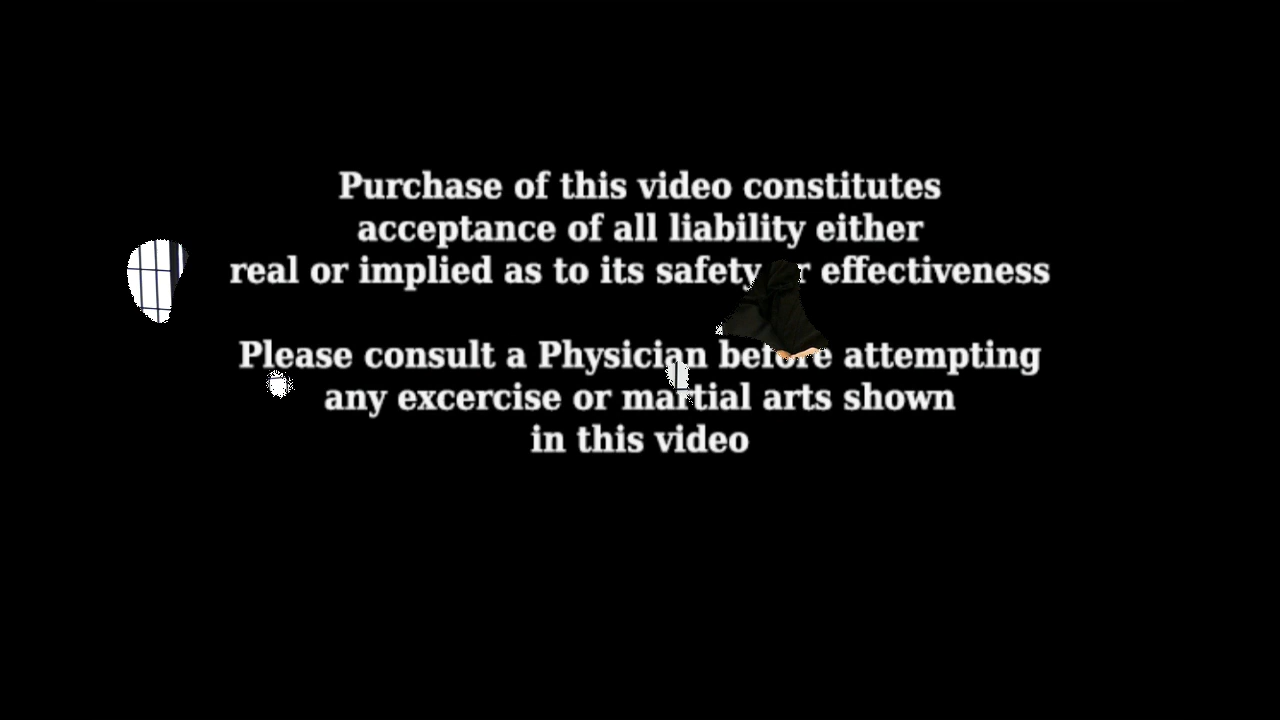 Purchase of this video constitutes
acceptance of all liability either
real or implied as to its safety effectiveness
Please consult a Physician before attempting
any excercise or martial arts shown
in this video